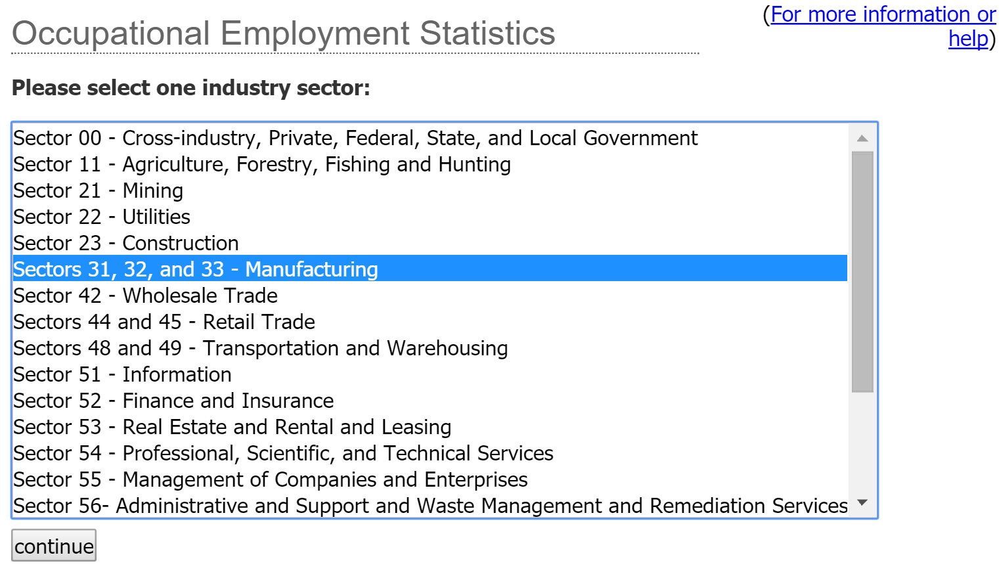 Occupational Employment Statistics
(For more information or
help)
Please select one industry sector:
Sector 00 - Cross-industry, Private, Federal, State, and Local Government
Sector 11 - Agriculture, Forestry, Fishing and Hunting
Sector 21 - Mining
Sector 22 - Utilities
Sector 23 - Construction
Sectors 31, 32, and 33 - Manufacturing
Sector 42 - Wholesale Trade
Sectors 44 and 45 - Retail Trade
Sectors 48 and 49 - Transportation and Warehousing
Sector 51 - Information
Sector 52 - Finance and Insurance
Sector 53 - Real Estate and Rental and Leasing
Sector 54 - Professional, Scientific, and Technical Services
Sector 55 - Management of Companies and Enterprises
Sector 56- Administrative and Support and Waste Management and Remediation Services
continue